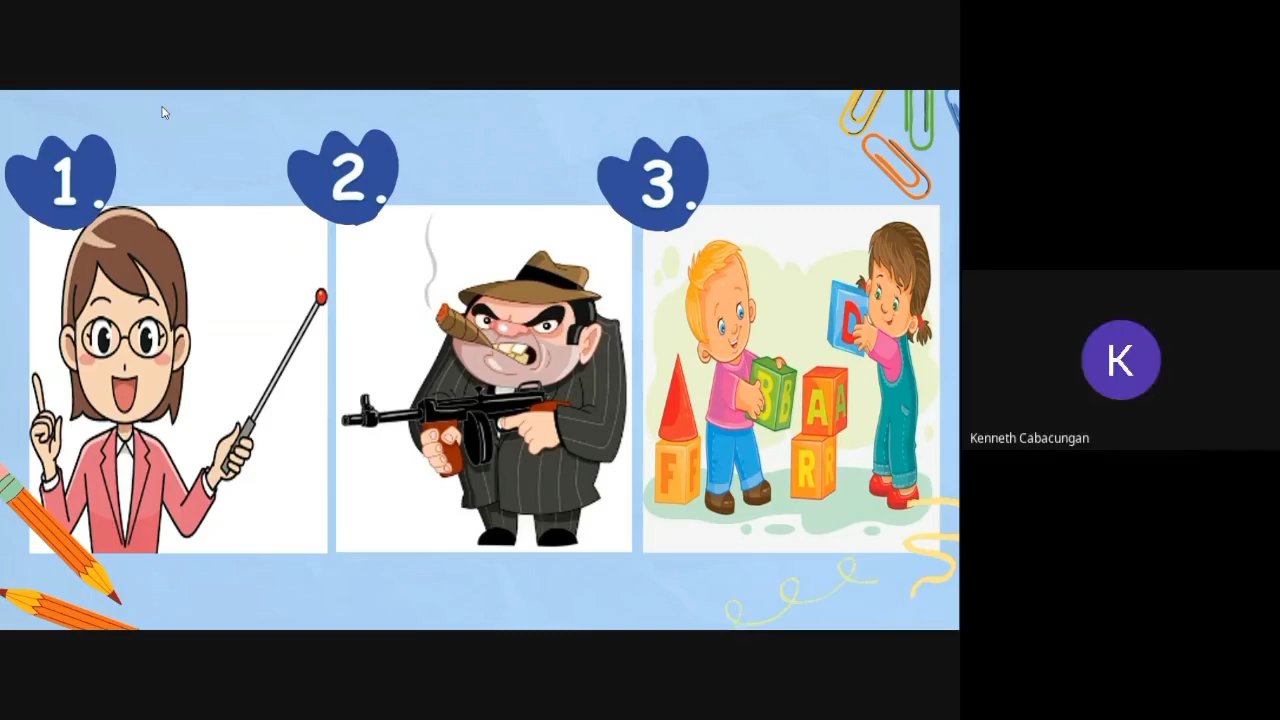 1.
2.
3.
D
B B
A A
F F
R R
K
Kenneth Cabacungan